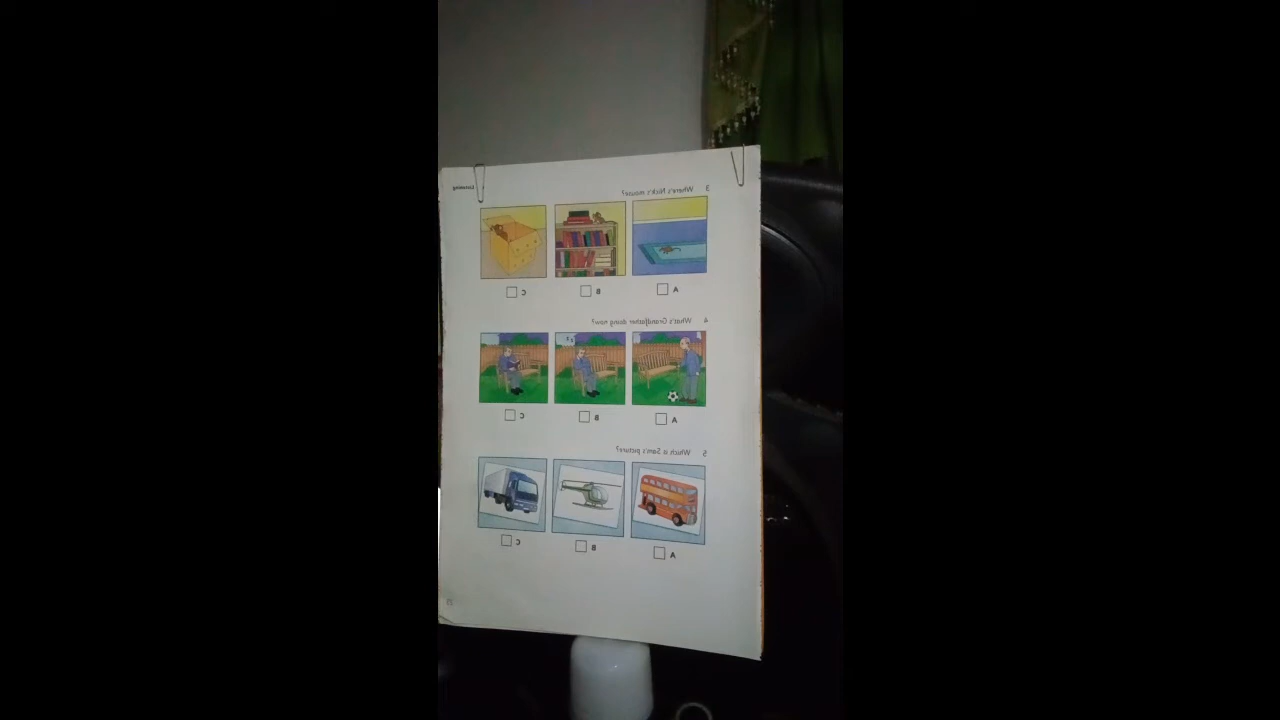 Listening
3 Where's Nick's mouse?
A B C
4 What's Grandfather doing now?
A B C
5 Which is Sam's picture?
A B C